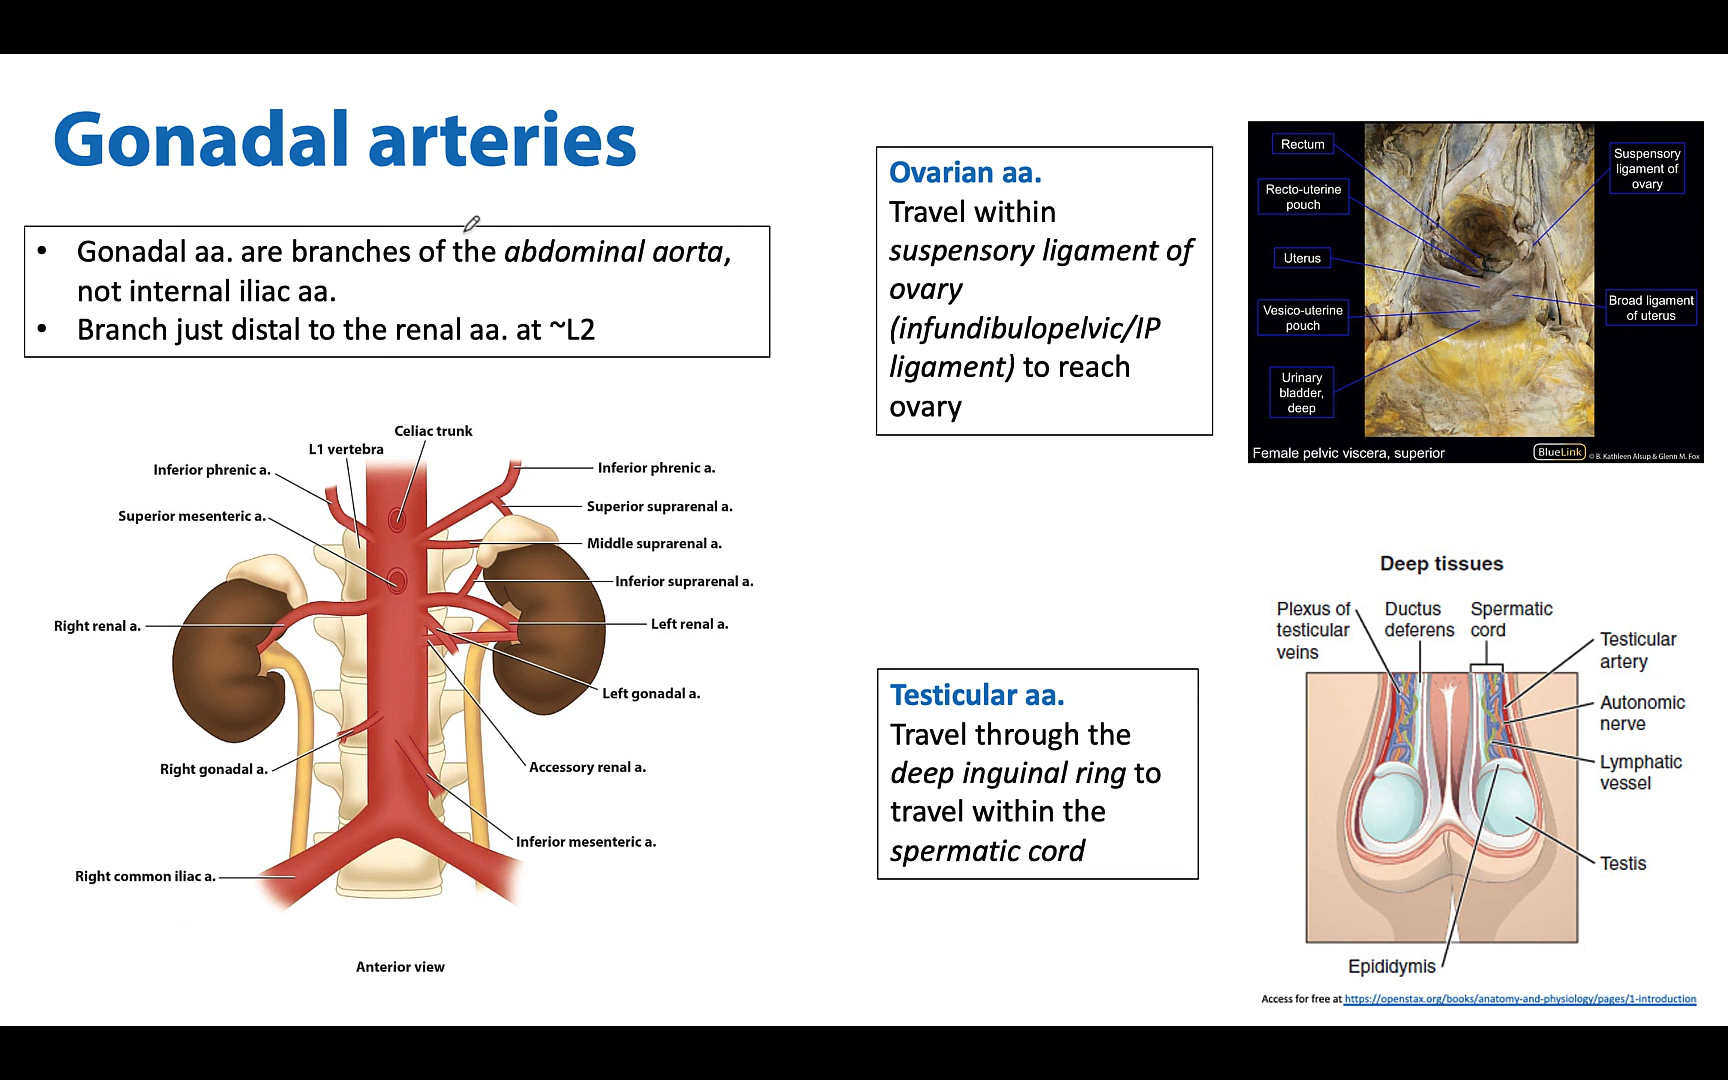 Gonadal arteries
• Gonadal aa. are branches of the abdominal aorta,
not internal iliac aa.
• Branch just distal to the renal aa. at ~L2
Celiac trunk
L1 vertebra
Inferior phrenic a.
Superior mesenteric a.
Right renal a.
Right gonadal a.
Right common iliac a.
Inferior phrenic a.
Superior suprarenal a.
Middle suprarenal a.
Inferior suprarenal a.
Left renal a.
Left gonadal a.
Accessory renal a.
Inferior mesenteric a.
Anterior view
Ovarian aa.
Travel within
suspensory ligament of
ovary
(infundibulopelvic/IP
ligament) to reach
ovary
Rectum
Recto-uterine
pouch
Uterus
Vesico-uterine
pouch
Urinary
bladder,
deep
Suspensory
ligament of
ovary
Broad ligament
of uterus
Female pelvic viscera, superior
BlueLink
© B. Kathleen Alsup & Glenn M. Fox
Testicular aa.
Travel through the
deep inguinal ring to
travel within the
spermatic cord
Deep tissues
Plexus of
testicular
veins
Ductus
deferens
Spermatic
cord
Testicular
artery
Autonomic
nerve
Lymphatic
vessel
Testis
Epididymis
Access for free at https://openstax.org/books/anatomy-and-physiology/pages/1-introduction